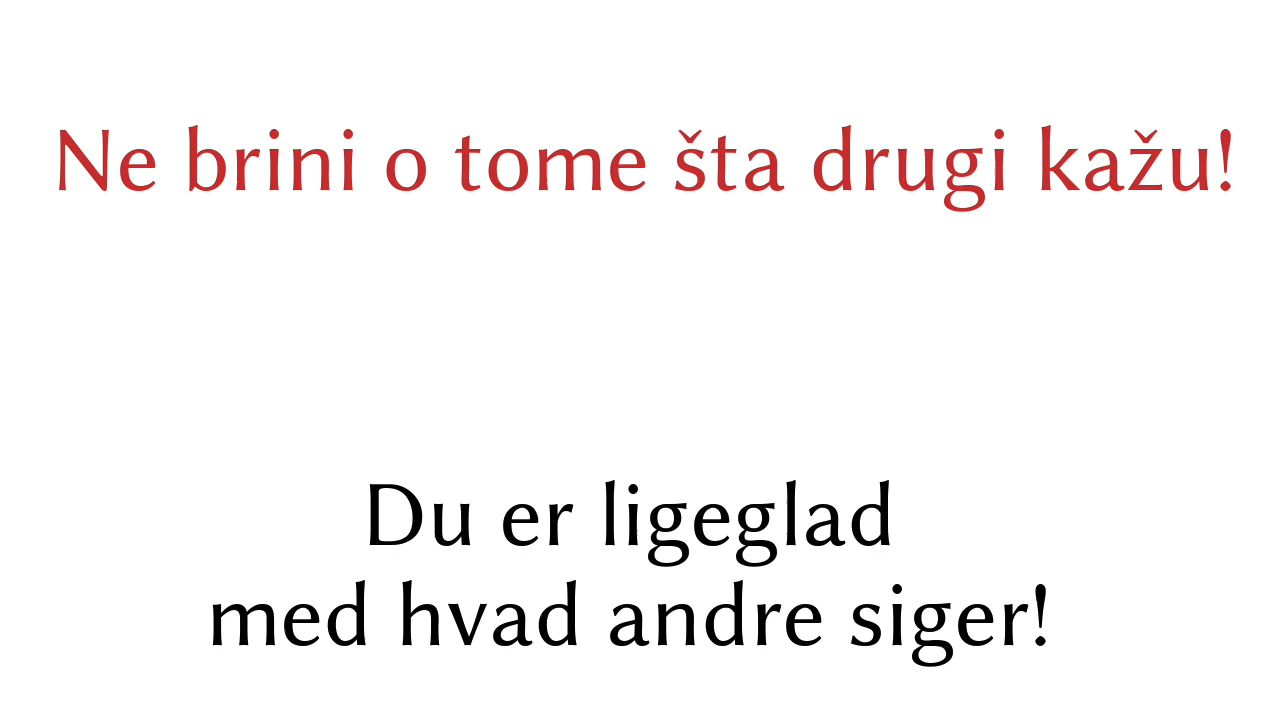 Ne brini o tome šta drugi kažu!
Du er ligeglad
med hvad andre siger!